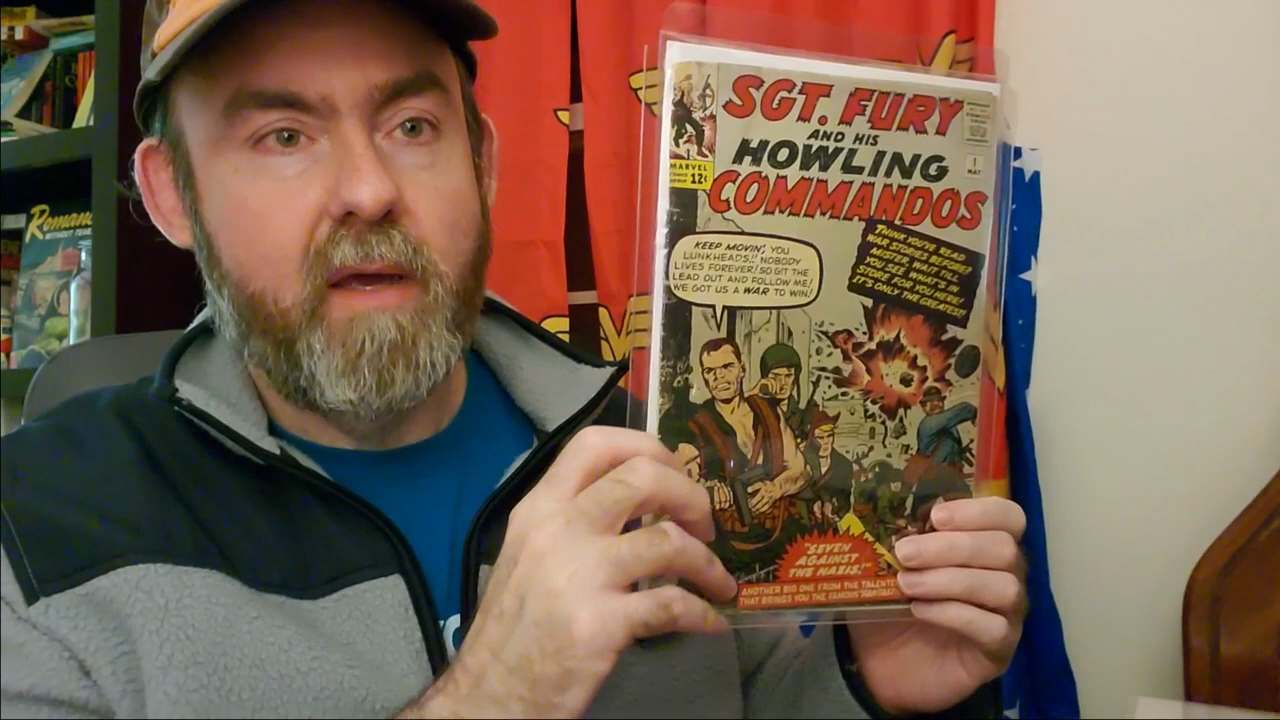 SGT. FURY
AND HIS
HOWLING
COMMANDOS
MARVEL
COMICS
GROUP 12¢
1
MAY
KEEP MOVIN', YOU
LUNKHEADS!! NOBODY
LIVES FOREVER! SO GIT THE
LEAD OUT AND FOLLOW ME!
WE GOT US A WAR TO WIN!
THINK YOU'VE READ
WAR STORIES BEFORE?
MISTER, WAIT TILL
YOU SEE WHAT'S IN
STORE FOR YOU HERE!
IT'S ONLY THE GREATEST!
"SEVEN
AGAINST
THE NAZIS!"
ANOTHER BIG ONE FROM THE
THAT BRINGS YOU THE FAMOUS